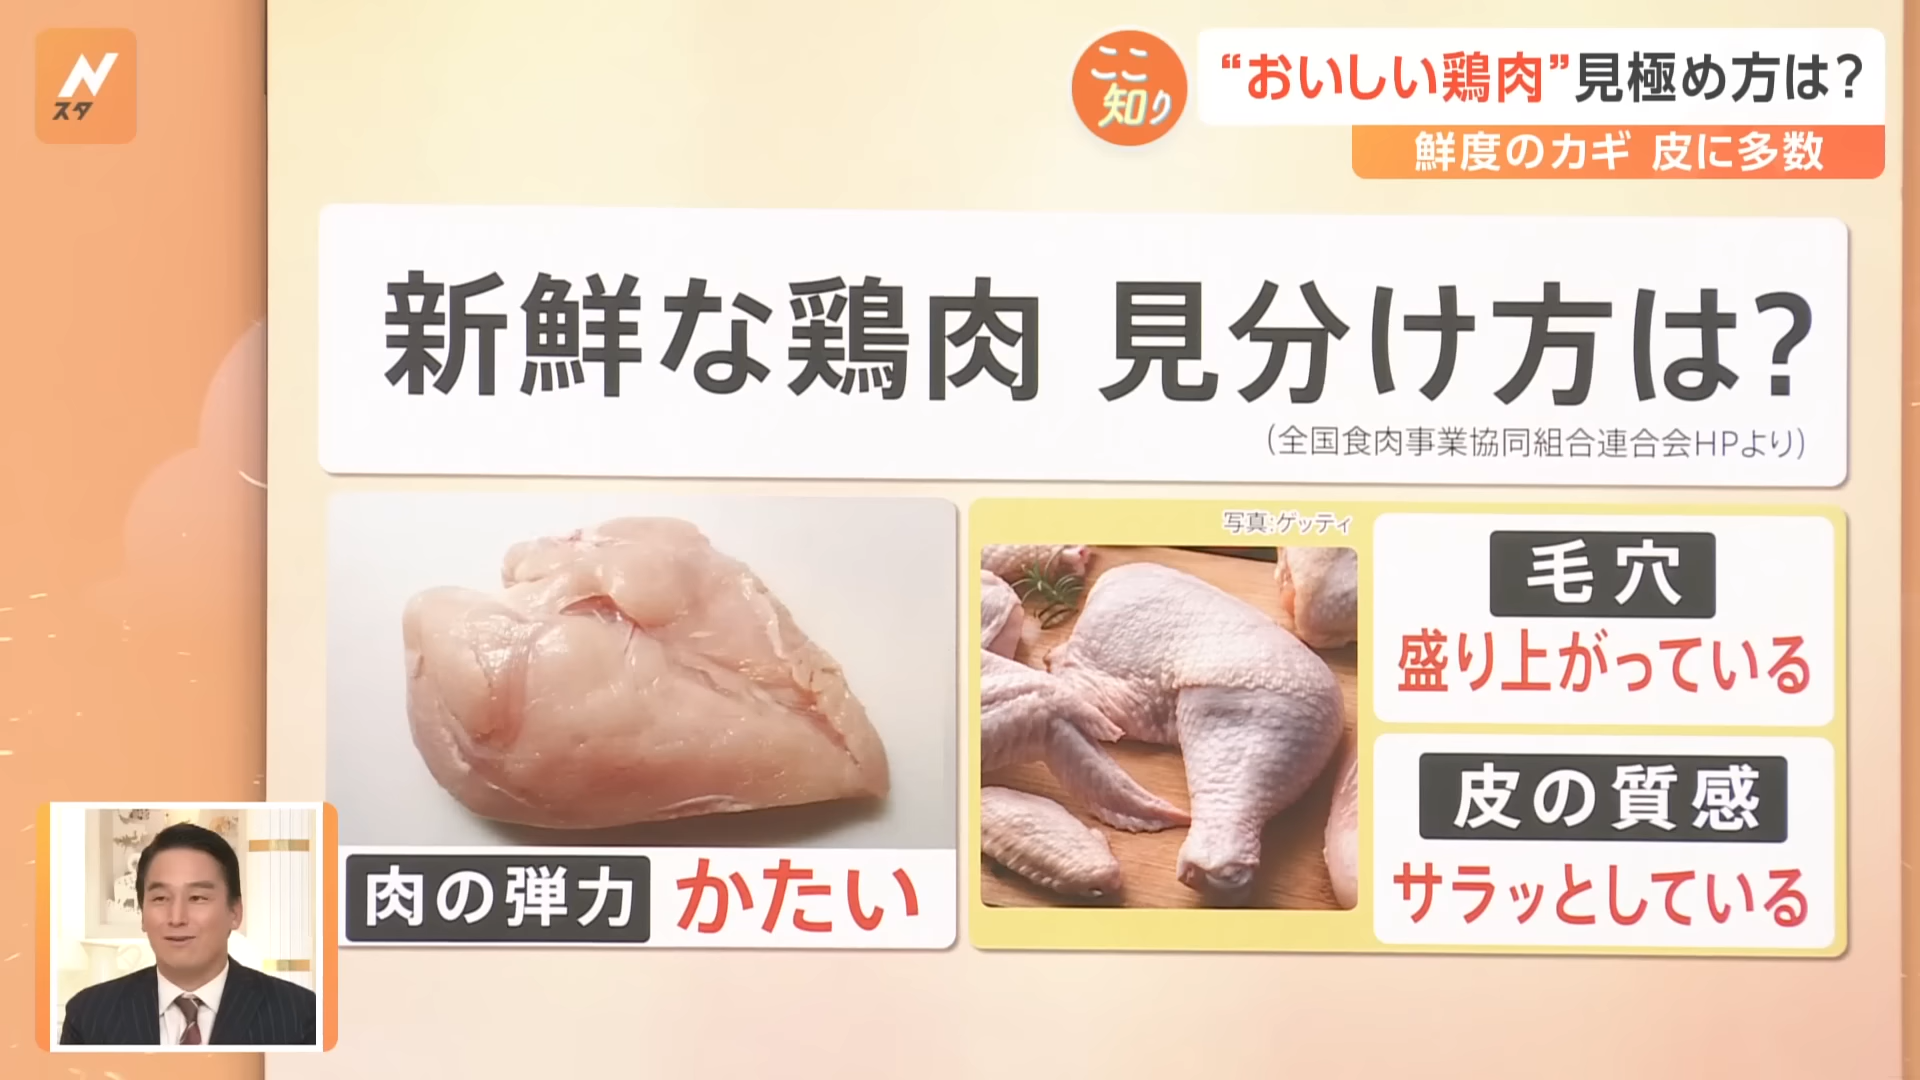 Nスタ
ここ
知り
“おいしい鶏肉”見極め方は？
鮮度のカギ 皮に多数
新鮮な鶏肉 見分け方は？
(全国食肉事業協同組合連合会HPより)
写真:ゲッティ
毛穴
盛り上がっている
皮の質感
サラッとしている
肉の弾力 かたい